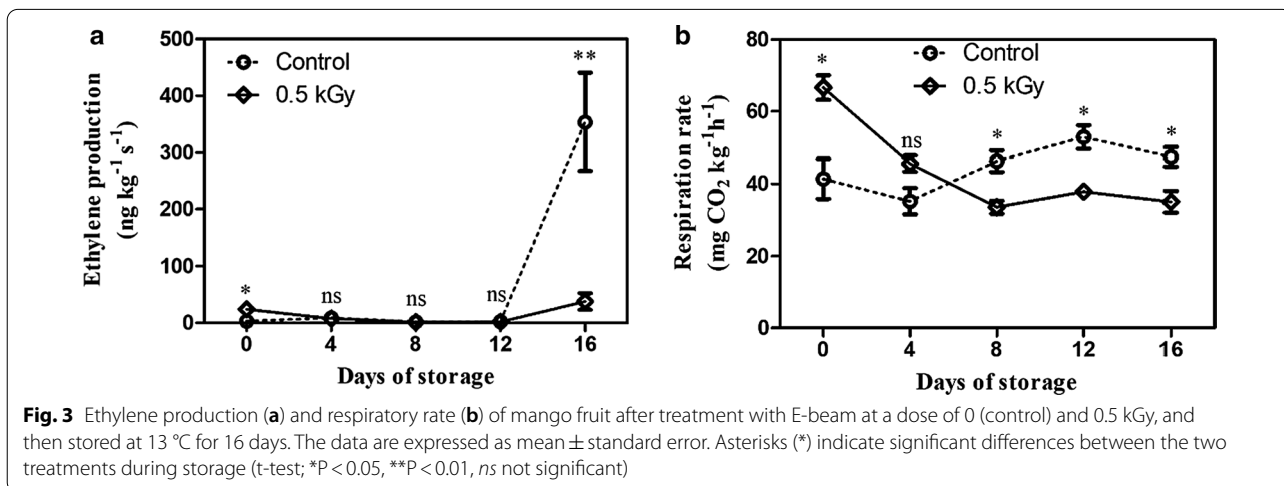 a
500
400
300
200
100
0
Ethylene production
(ng kg⁻¹ s⁻¹)
Control
0.5 kGy
*
ns
ns
ns
**
0 4 8 12 16
Days of storage
b
80
60
40
20
0
Respiration rate
(mg CO₂ kg⁻¹h⁻¹)
Control
0.5 kGy
*
ns
*
*
*
0 4 8 12 16
Days of storage
Fig. 3 Ethylene production (a) and respiratory rate (b) of mango fruit after treatment with E-beam at a dose of 0 (control) and 0.5 kGy, and
then stored at 13 °C for 16 days. The data are expressed as mean ± standard error. Asterisks (*) indicate significant differences between the two
treatments during storage (t-test; *P < 0.05, **P < 0.01, ns not significant)